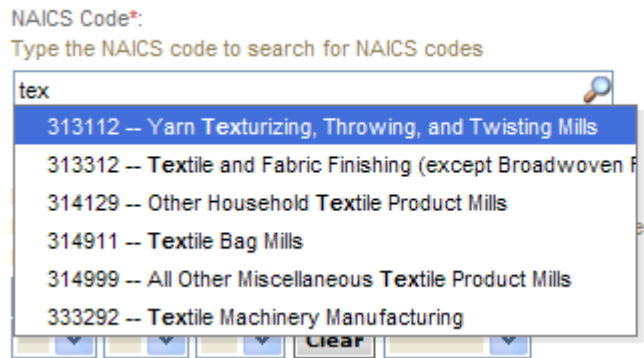 NAICS Code*:
Type the NAICS code to search for NAICS codes
tex
313112 -- Yarn Texturizing, Throwing, and Twisting Mills
313312 -- Textile and Fabric Finishing (except Broadwoven
314129 -- Other Household Textile Product Mills
314911 -- Textile Bag Mills
314999 -- All Other Miscellaneous Textile Product Mills
333292 -- Textile Machinery Manufacturing
Clear